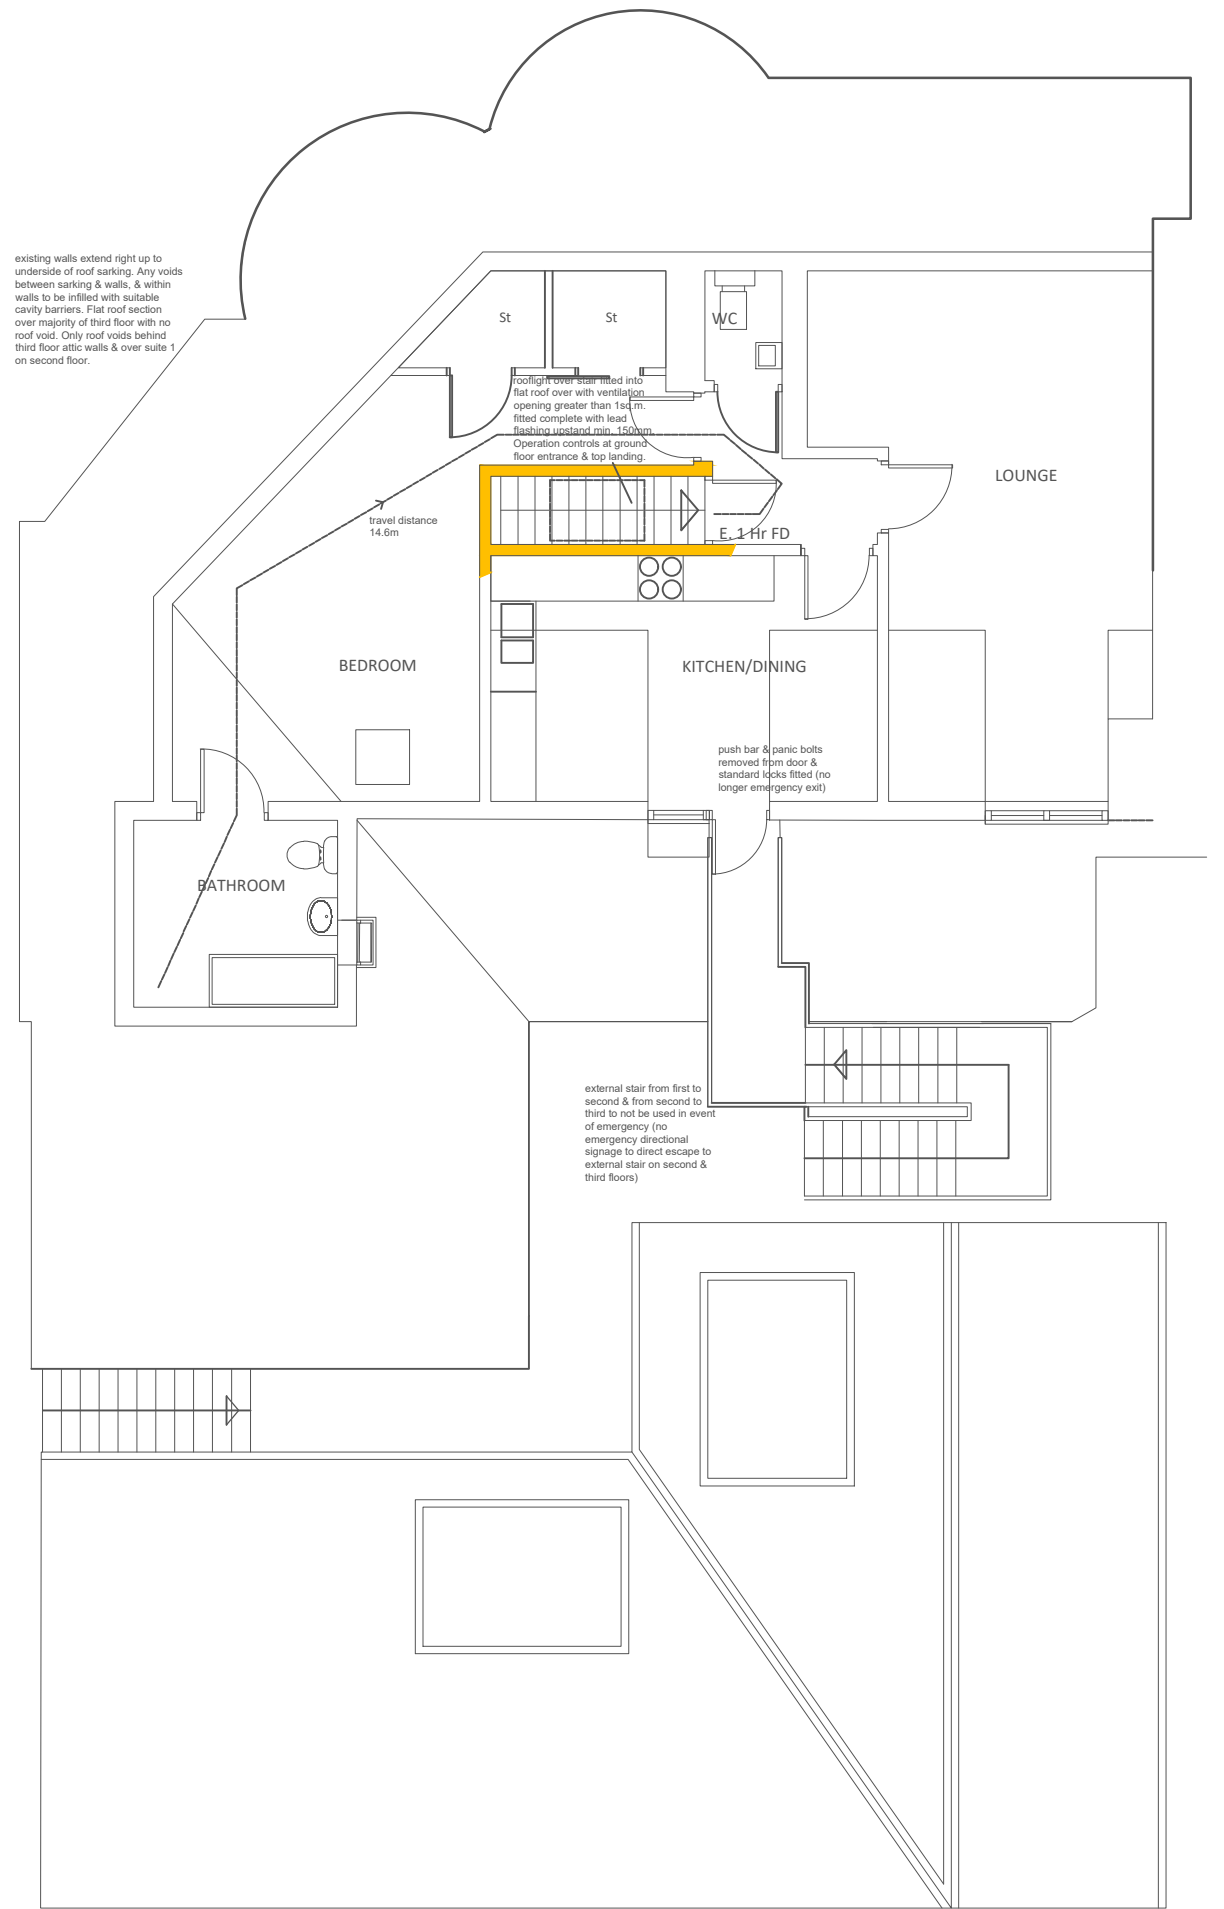 existing walls extend right up to
underside of roof sarking. Any voids
between sarking & walls, & within
walls to be infilled with suitable
cavity barriers. Flat roof section
over majority of third floor with no
roof void. Only roof voids behind
third floor attic walls & over suite 1
on second floor.
St
St
WC
rooflight over stair fitted into
flat roof over with ventilation
opening greater than 1sq.m.
fitted complete with lead
flashing upstand min. 150mm.
Operation controls at ground
floor entrance & top landing.
LOUNGE
travel distance
14.6m
E. 1 Hr FD
BEDROOM
KITCHEN/DINING
push bar & panic bolts
removed from door &
standard locks fitted (no
longer emergency exit)
BATHROOM
external stair from first to
second & from second to
third to not be used in event
of emergency (no
emergency directional
signage to direct escape to
external stair on second &
third floors)